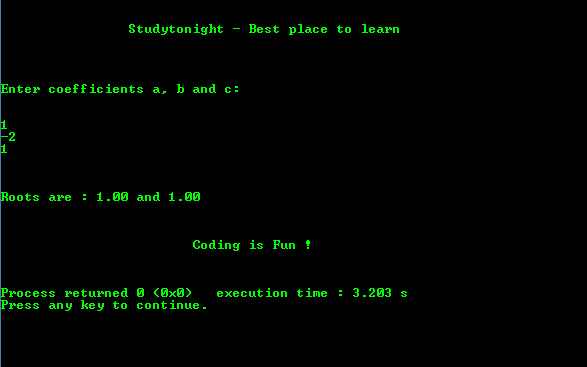 Studytonight - Best place to learn
Enter coefficients a, b and c:
1
-2
1
Roots are : 1.00 and 1.00
Coding is Fun !
Process returned 0 (0x0)   execution time : 3.203 s
Press any key to continue.